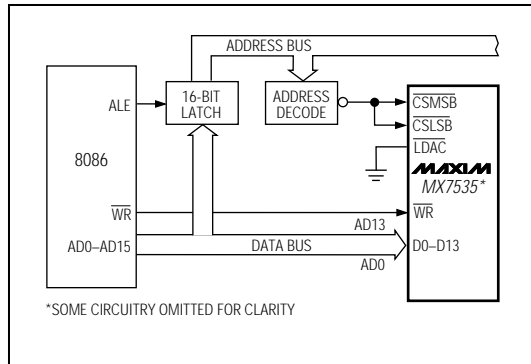 ADDRESS BUS
ALE
16-BIT
LATCH
ADDRESS
DECODE
CSMSB
CSLSB
LDAC
8086
MAXIM
MX7535*
WR
WR
AD13
AD0–AD15
DATA BUS
D0–D13
AD0
*SOME CIRCUITRY OMITTED FOR CLARITY